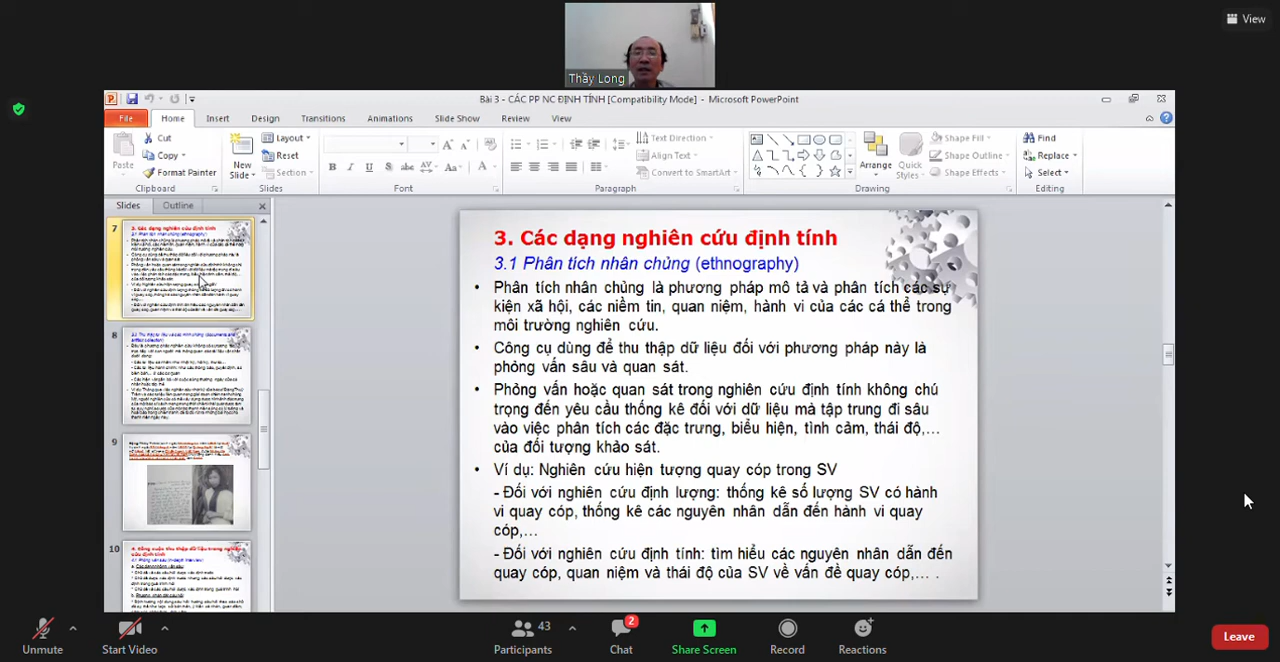 View
Thầy Long
Bài 3 - CÁC PP NC ĐỊNH TÍNH [Compatibility Mode] - Microsoft PowerPoint
File Home Insert Design Transitions Animations Slide Show Review View
Paste
Cut
Copy
Format Painter
Clipboard
New Slide
Layout
Reset
Section
Slides
Font
Text Direction
Align Text
Convert to SmartArt
Paragraph
Arrange
Quick Styles
Shape Fill
Shape Outline
Shape Effects
Drawing
Find
Replace
Select
Editing
Slides Outline
7
8
9
10
3. Các dạng nghiên cứu định tính
3.1 Phân tích nhân chủng (ethnography)
• Phân tích nhân chủng là phương pháp mô tả và phân tích các sự
kiện xã hội, các niềm tin, quan niệm, hành vi của các cá thể trong
môi trường nghiên cứu.
• Công cụ dùng để thu thập dữ liệu đối với phương pháp này là
phỏng vấn sâu và quan sát.
• Phỏng vấn hoặc quan sát trong nghiên cứu định tính không chú
trọng đến yêu cầu thống kê đối với dữ liệu mà tập trung đi sâu
vào việc phân tích các đặc trưng, biểu hiện, tình cảm, thái độ,...
của đối tượng khảo sát.
• Ví dụ: Nghiên cứu hiện tượng quay cóp trong SV
- Đối với nghiên cứu định lượng: thống kê số lượng SV có hành
vi quay cóp, thống kê các nguyên nhân dẫn đến hành vi quay
cóp,...
- Đối với nghiên cứu định tính: tìm hiểu các nguyên nhân dẫn đến
quay cóp, quan niệm và thái độ của SV về vấn đề quay cóp,... .
Unmute
Start Video
43
Participants
2
Chat
Share Screen
Record
Reactions
Leave